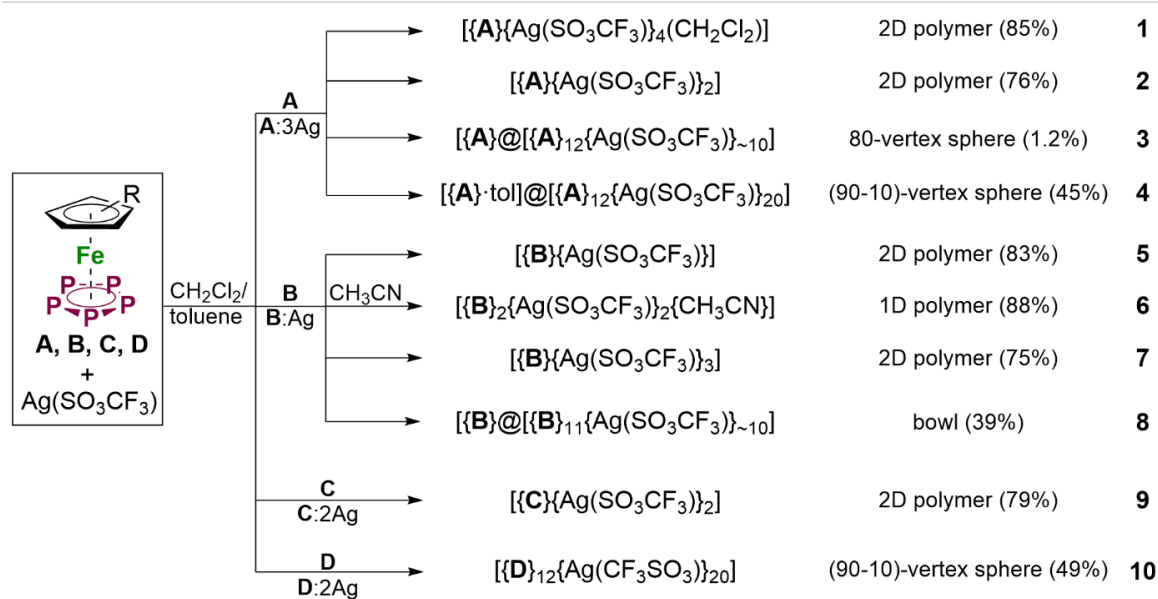 R
Fe
P P
P P
P
A, B, C, D
+
Ag(SO₃CF₃)
CH₂Cl₂/
toluene
A
A:3Ag
[{A}{Ag(SO₃CF₃)}₄(CH₂Cl₂)] 2D polymer (85%) 1
[{A}{Ag(SO₃CF₃)}₂] 2D polymer (76%) 2
[{A}@[{A}₁₂{Ag(SO₃CF₃)}~₁₀] 80-vertex sphere (1.2%) 3
[{A}·tol]@[{A}₁₂{Ag(SO₃CF₃)}₂₀] (90-10)-vertex sphere (45%) 4
B
B:Ag
CH₃CN
[{B}{Ag(SO₃CF₃)}] 2D polymer (83%) 5
[{B}₂{Ag(SO₃CF₃)}₂{CH₃CN}] 1D polymer (88%) 6
[{B}{Ag(SO₃CF₃)}₃] 2D polymer (75%) 7
[{B}@[{B}₁₁{Ag(SO₃CF₃)}~₁₀] bowl (39%) 8
C
C:2Ag
[{C}{Ag(SO₃CF₃)}₂] 2D polymer (79%) 9
D
D:2Ag
[{D}₁₂{Ag(CF₃SO₃)}₂₀] (90-10)-vertex sphere (49%) 10